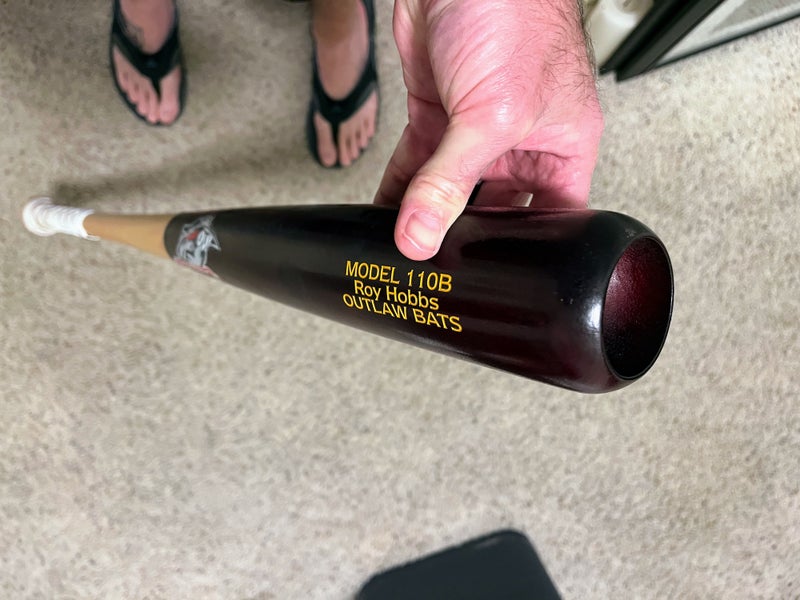 MODEL 110B
Roy Hobbs
OUTLAW BATS